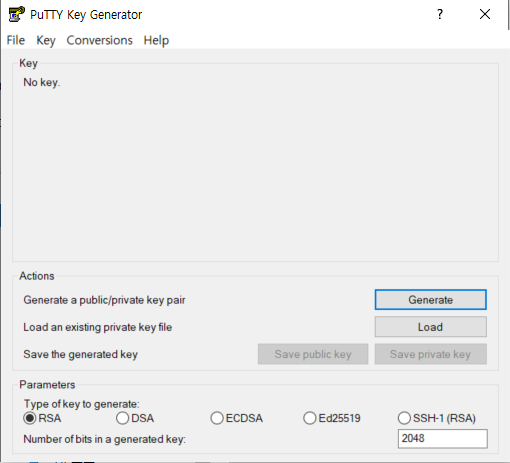 PuTTY Key Generator ?
File Key Conversions Help
Key
No key.
Actions
Generate a public/private key pair Generate
Load an existing private key file Load
Save the generated key Save public key Save private key
Parameters
Type of key to generate:
RSA DSA ECDSA Ed25519 SSH-1 (RSA)
Number of bits in a generated key: 2048